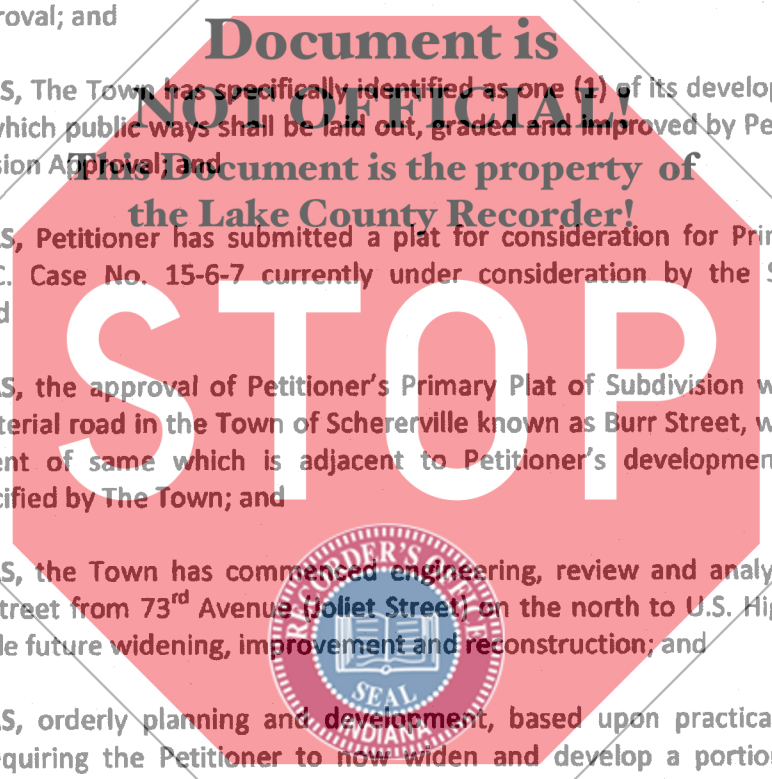 roval; and
Document is
S, The Town has specifically identified as one (1) of its develop
NOT OFFICIAL!
which public ways shall be laid out, graded and improved by Pe
sion Approval; and
This Document is the property of
the Lake County Recorder!
S, Petitioner has submitted a plat for consideration for Prim
C. Case No. 15-6-7 currently under consideration by the S
d
STOP
S, the approval of Petitioner's Primary Plat of Subdivision w
terial road in the Town of Schererville known as Burr Street, w
ent of same which is adjacent to Petitioner's developmen
cified by The Town; and
S, the Town has commenced engineering, review and analy
treet from 73rd Avenue (Joliet Street) on the north to U.S. Hig
le future widening, improvement and reconstruction; and
RECORDER'S OFFICE
SEAL
INDIANA
S, orderly planning and development, based upon practica
quiring the Petitioner to now widen and develop a portion